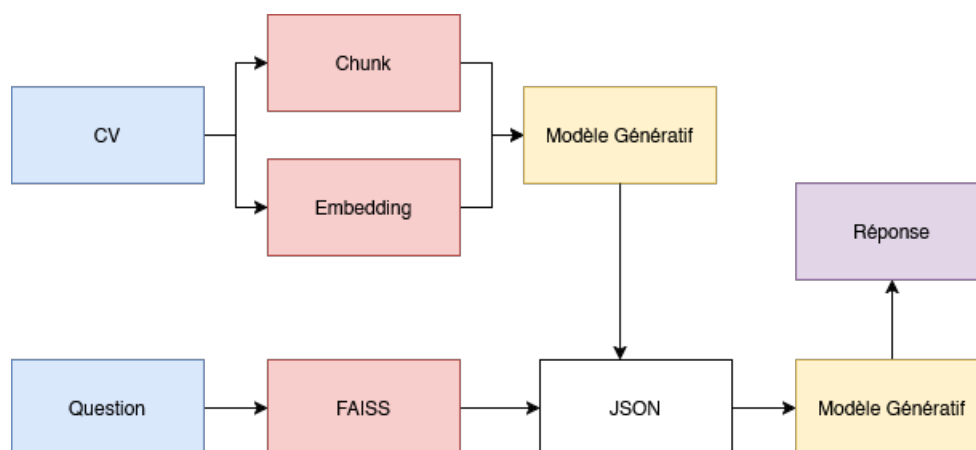 Chunk
CV
Modèle Génératif
Embedding
Réponse
Question
FAISS
JSON
Modèle Génératif